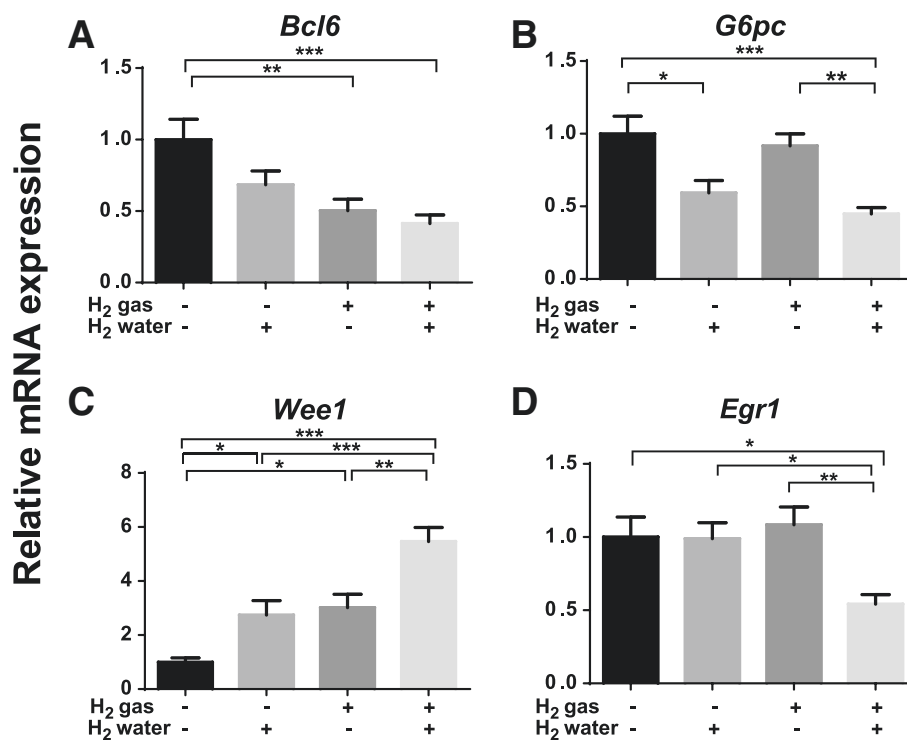 Relative mRNA expression
A
Bcl6
***
**
1.5
1.0
0.5
0.0
H₂ gas - - + +
H₂ water - + - +
B
G6pc
***
* **
1.5
1.0
0.5
0.0
H₂ gas - - + +
H₂ water - + - +
C
Wee1
***
* ***
* **
8
6
4
2
0
H₂ gas - - + +
H₂ water - + - +
D
Egr1
*
*
**
1.5
1.0
0.5
0.0
H₂ gas - - + +
H₂ water - + - +